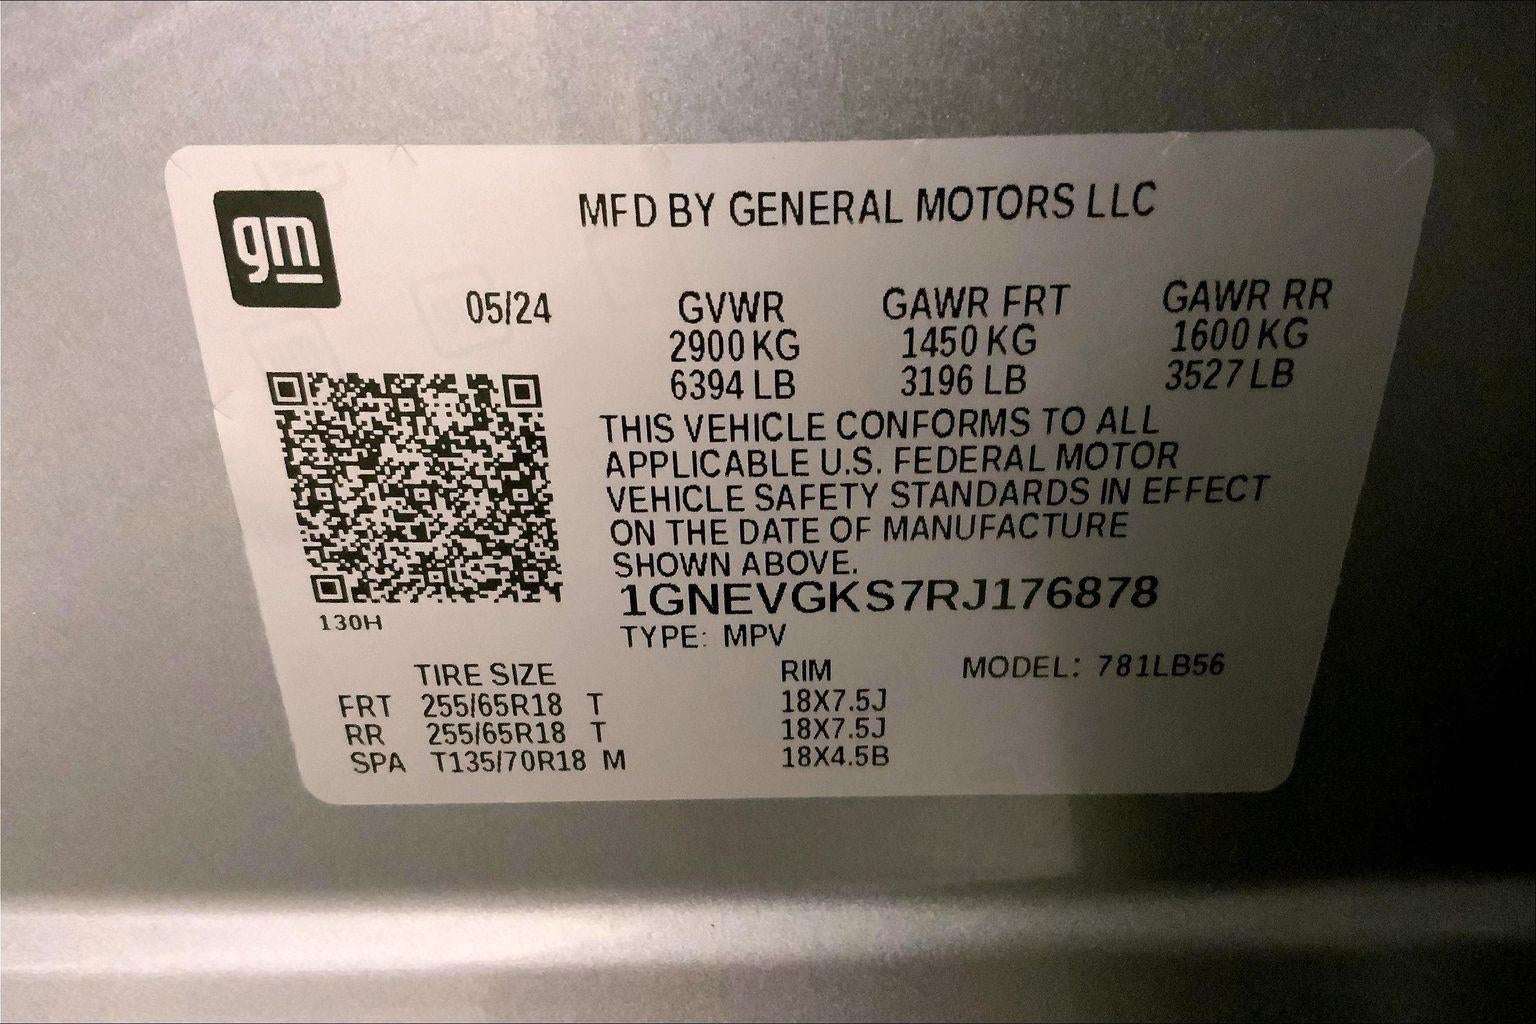 gm
MFD BY GENERAL MOTORS LLC
05/24 GVWR GAWR FRT GAWR RR
2900 KG 1450 KG 1600 KG
6394 LB 3196 LB 3527 LB
THIS VEHICLE CONFORMS TO ALL
APPLICABLE U.S. FEDERAL MOTOR
VEHICLE SAFETY STANDARDS IN EFFECT
ON THE DATE OF MANUFACTURE
SHOWN ABOVE.
1GNEVGKS7RJ176878
130H
TYPE: MPV
TIRE SIZE RIM MODEL: 781LB56
FRT 255/65R18 T 18X7.5J
RR 255/65R18 T 18X7.5J
SPA T135/70R18 M 18X4.5B